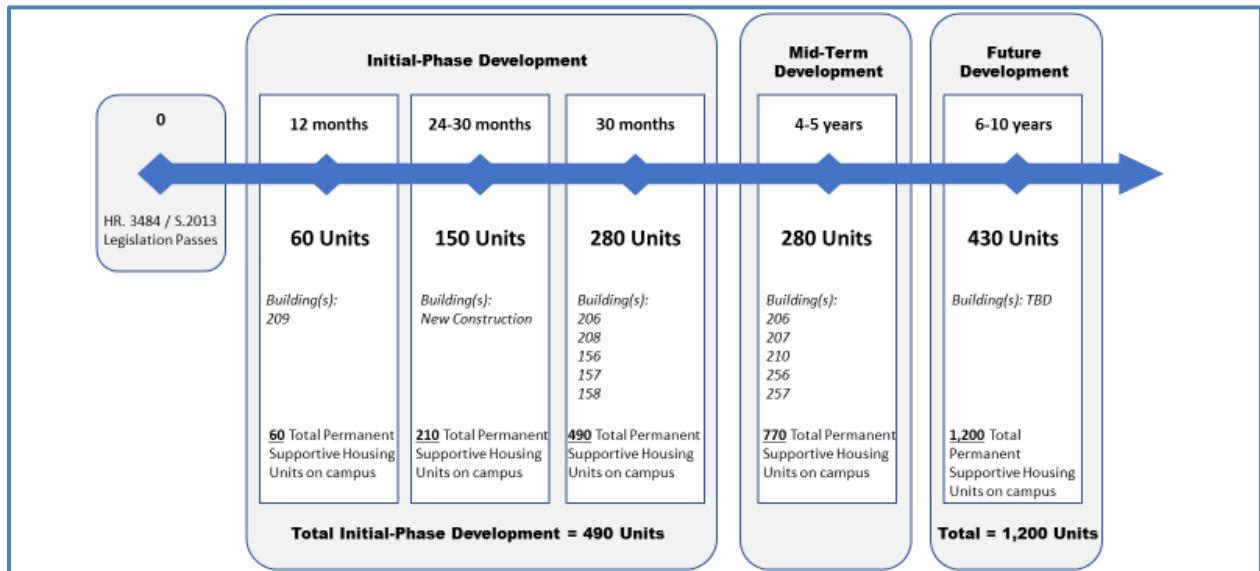 Initial-Phase Development
Mid-Term
Development
Future
Development
0
12 months
24-30 months
30 months
4-5 years
6-10 years
HR. 3484 / S.2013
Legislation Passes
60 Units
150 Units
280 Units
280 Units
430 Units
Building(s):
209
Building(s):
New Construction
Building(s):
206
208
156
157
158
Building(s):
206
207
210
256
257
Building(s): TBD
60 Total Permanent
Supportive Housing
Units on campus
210 Total Permanent
Supportive Housing
Units on campus
490 Total Permanent
Supportive Housing
Units on campus
770 Total Permanent
Supportive Housing
Units on campus
1,200 Total
Permanent
Supportive Housing
Units on campus
Total Initial-Phase Development = 490 Units
Total = 1,200 Units